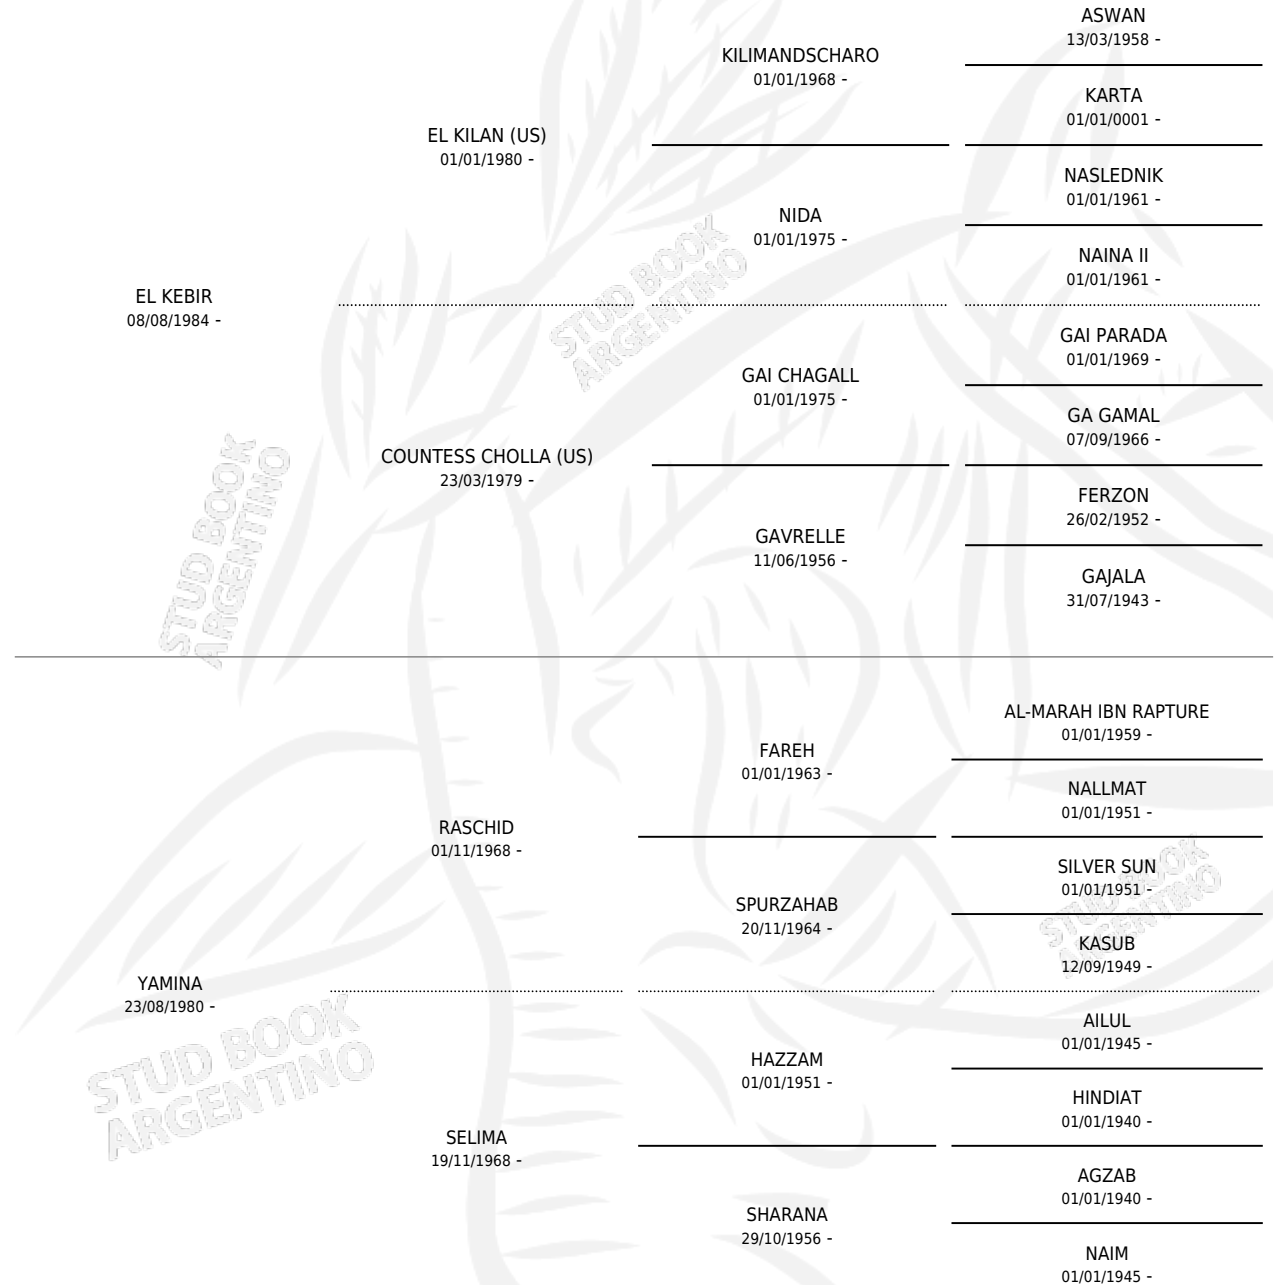 ASWAN
13/03/1958 -
KILIMANDSCHARO
01/01/1968 -
KARTA
01/01/0001 -
EL KILAN (US)
01/01/1980 -
NASLEDNIK
01/01/1961 -
NIDA
01/01/1975 -
NAINA II
01/01/1961 -
EL KEBIR
08/08/1984 -
STUD BOOK
ARGENTINO
GAI PARADA
01/01/1969 -
GAI CHAGALL
01/01/1975 -
GA GAMAL
07/09/1966 -
COUNTESS CHOLLA (US)
23/03/1979 -
FERZON
26/02/1952 -
GAVRELLE
11/06/1956 -
GAJALA
31/07/1943 -
STUD BOOK
ARGENTINO
AL-MARAH IBN RAPTURE
01/01/1959 -
FAREH
01/01/1963 -
NALLMAT
01/01/1951 -
RASCHID
01/11/1968 -
SILVER SUN
01/01/1951 -
SPURZAHAB
20/11/1964 -
KASUB
12/09/1949 -
STUD BOOK
ARGENTINO
YAMINA
23/08/1980 -
AILUL
01/01/1945 -
HAZZAM
01/01/1951 -
HINDIAT
01/01/1940 -
STUD BOOK
ARGENTINO
SELIMA
19/11/1968 -
AGZAB
01/01/1940 -
SHARANA
29/10/1956 -
NAIM
01/01/1945 -